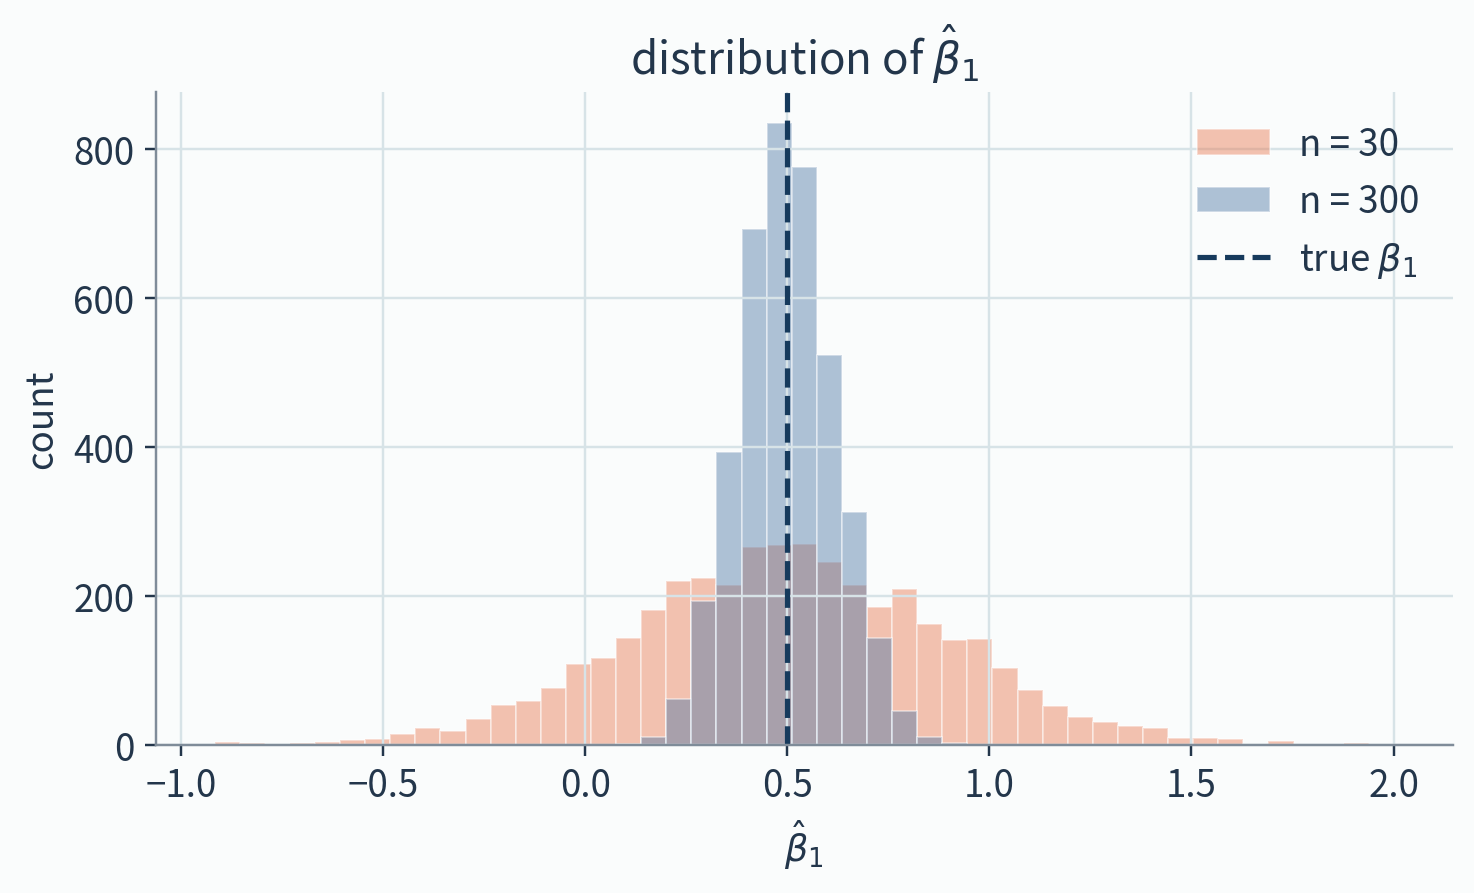 distribution of β̂₁
n = 30
n = 300
true β₁
count
800
600
400
200
0
−1.0 −0.5 0.0 0.5 1.0 1.5 2.0
β̂₁